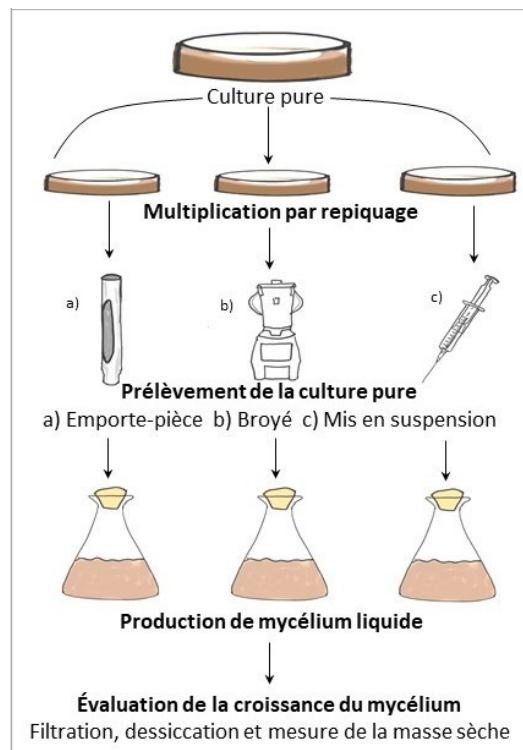 Culture pure
Multiplication par repiquage
a)
b)
c)
Prélèvement de la culture pure
a) Emporte-pièce b) Broyé c) Mis en suspension
Production de mycélium liquide
Évaluation de la croissance du mycélium
Filtration, dessiccation et mesure de la masse sèche